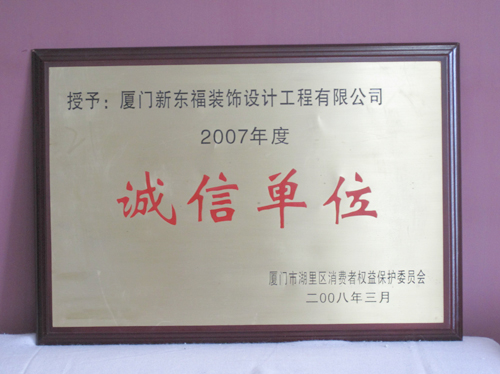 授予：厦门新东福装饰设计工程有限公司
2007年度
诚信单位
厦门市湖里区消费者权益保护委员会
二00八年三月